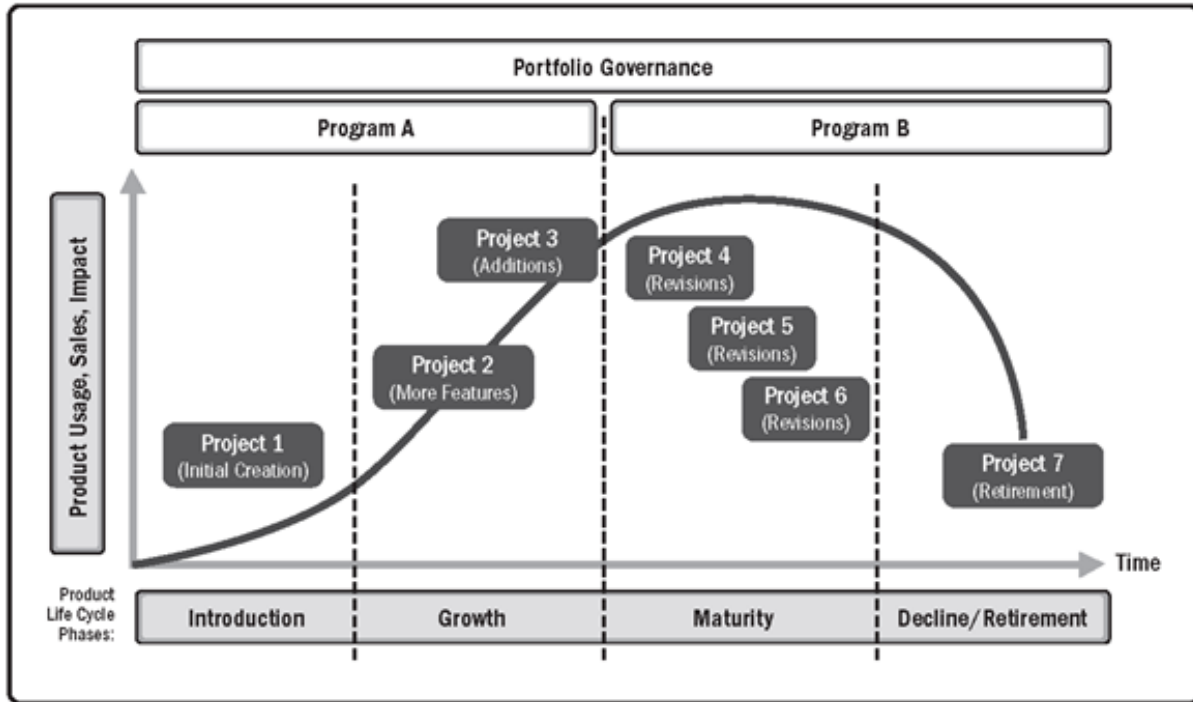 Portfolio Governance
Program A
Program B
Product Usage, Sales, Impact
Project 1
(Initial Creation)
Project 2
(More Features)
Project 3
(Additions)
Project 4
(Revisions)
Project 5
(Revisions)
Project 6
(Revisions)
Project 7
(Retirement)
Time
Product
Life Cycle
Phases:
Introduction
Growth
Maturity
Decline/Retirement